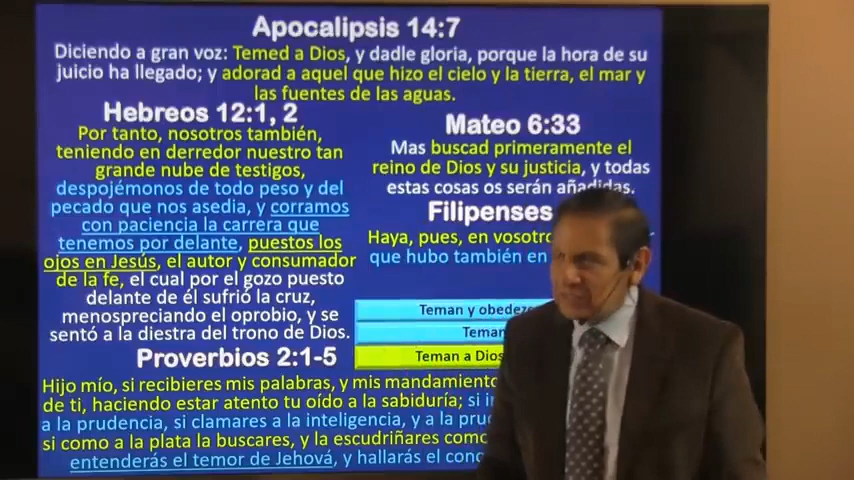 Apocalipsis 14:7
Diciendo a gran voz: Temed a Dios, y dadle gloria, porque la hora de su
juicio ha llegado; y adorad a aquel que hizo el cielo y la tierra, el mar y
las fuentes de las aguas.
Hebreos 12:1, 2
Por tanto, nosotros también,
teniendo en derredor nuestro tan
grande nube de testigos,
despojémonos de todo peso y del
pecado que nos asedia, y corramos
con paciencia la carrera que
tenemos por delante, puestos los
ojos en Jesús, el autor y consumador
de la fe, el cual por el gozo puesto
delante de él sufrió la cruz,
menospreciando el oprobio, y se
sentó a la diestra del trono de Dios.
Mateo 6:33
Mas buscad primeramente el
reino de Dios y su justicia, y todas
estas cosas os serán añadidas.
Filipenses
Haya, pues, en
que hubo también en
Teman y
Teman a Dios
Proverbios 2:1-5
Hijo mío, si recibieres mis palabras, y mis
de ti, haciendo estar atento tu oído a la sabiduría; si
a la prudencia, si clamares a la inteligencia, y a la
si como a la plata la buscares, y la escudriñares
entenderás el temor de Jehová, y hallarás el